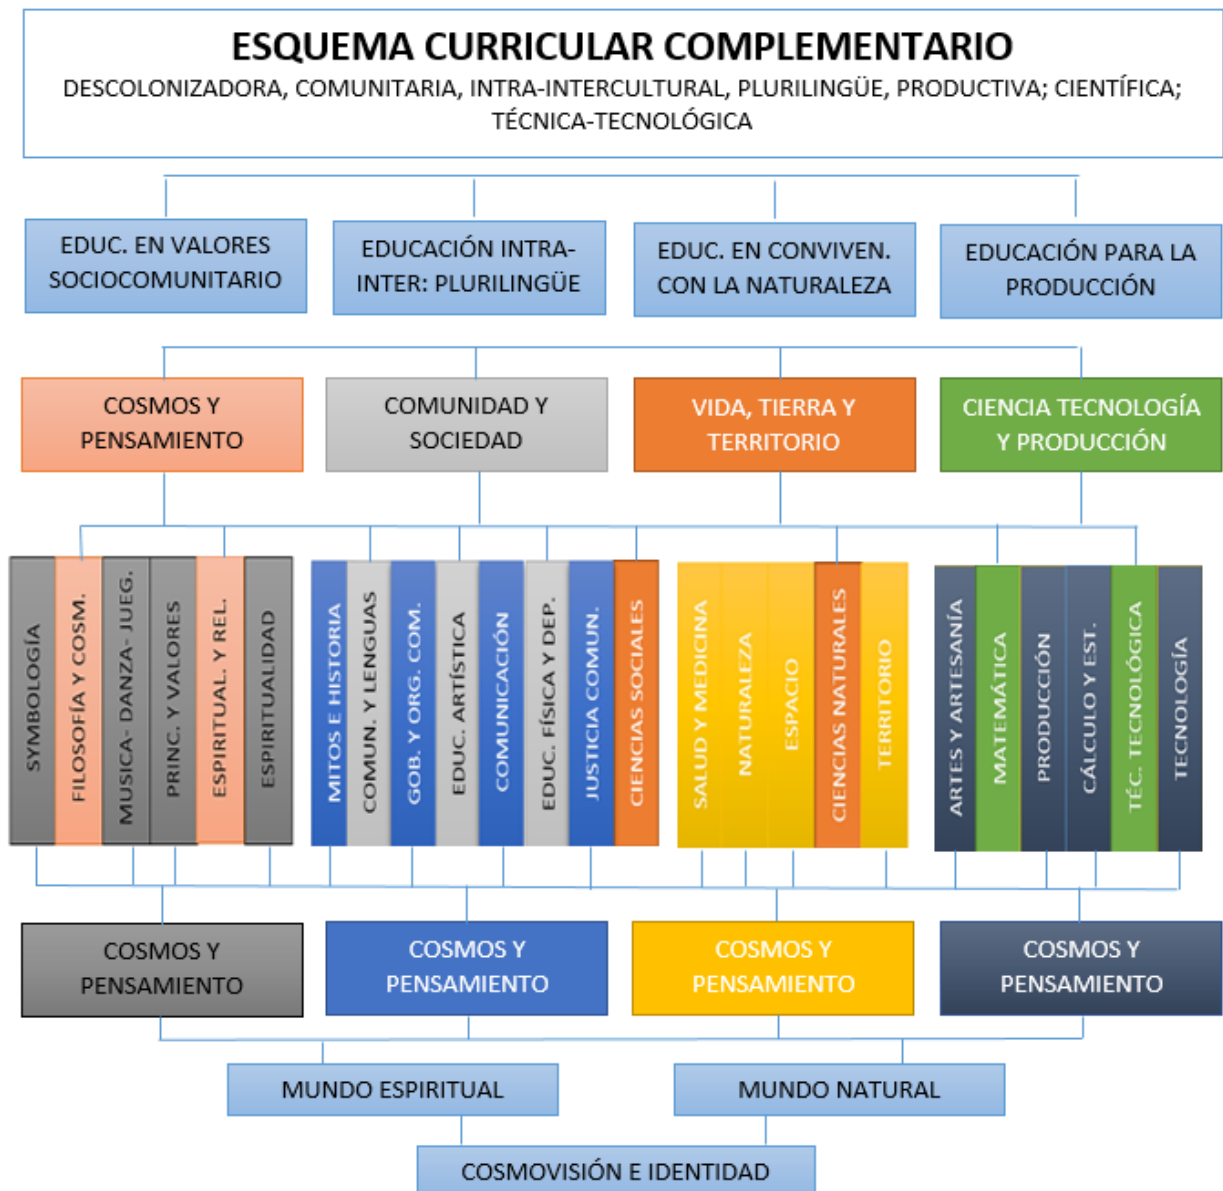 ESQUEMA CURRICULAR COMPLEMENTARIO
DESCOLONIZADORA, COMUNITARIA, INTRA-INTERCULTURAL, PLURILINGÜE, PRODUCTIVA; CIENTÍFICA;
TÉCNICA-TECNOLÓGICA
EDUC. EN VALORES
SOCIOCOMUNITARIO
EDUCACIÓN INTRA-
INTER: PLURILINGÜE
EDUC. EN CONVIVEN.
CON LA NATURALEZA
EDUCACIÓN PARA LA
PRODUCCIÓN
COSMOS Y
PENSAMIENTO
COMUNIDAD Y
SOCIEDAD
VIDA, TIERRA Y
TERRITORIO
CIENCIA TECNOLOGÍA
Y PRODUCCIÓN
SYMBOLOGÍA
FILOSOFÍA Y COSM.
MUSICA- DANZA- JUEG.
PRINC. Y VALORES
ESPIRITUAL. Y REL.
ESPIRITUALIDAD
MITOS E HISTORIA
COMUN. Y LENGUAS
GOB. Y ORG. COM.
EDUC. ARTÍSTICA
COMUNICACIÓN
EDUC. FÍSICA Y DEP.
JUSTICIA COMUN.
CIENCIAS SOCIALES
SALUD Y MEDICINA
NATURALEZA
ESPACIO
CIENCIAS NATURALES
TERRITORIO
ARTES Y ARTESANÍA
MATEMÁTICA
PRODUCCIÓN
CÁLCULO Y EST.
TÉC. TECNOLÓGICA
TECNOLOGÍA
COSMOS Y
PENSAMIENTO
COSMOS Y
PENSAMIENTO
COSMOS Y
PENSAMIENTO
COSMOS Y
PENSAMIENTO
MUNDO ESPIRITUAL
MUNDO NATURAL
COSMOVISIÓN E IDENTIDAD